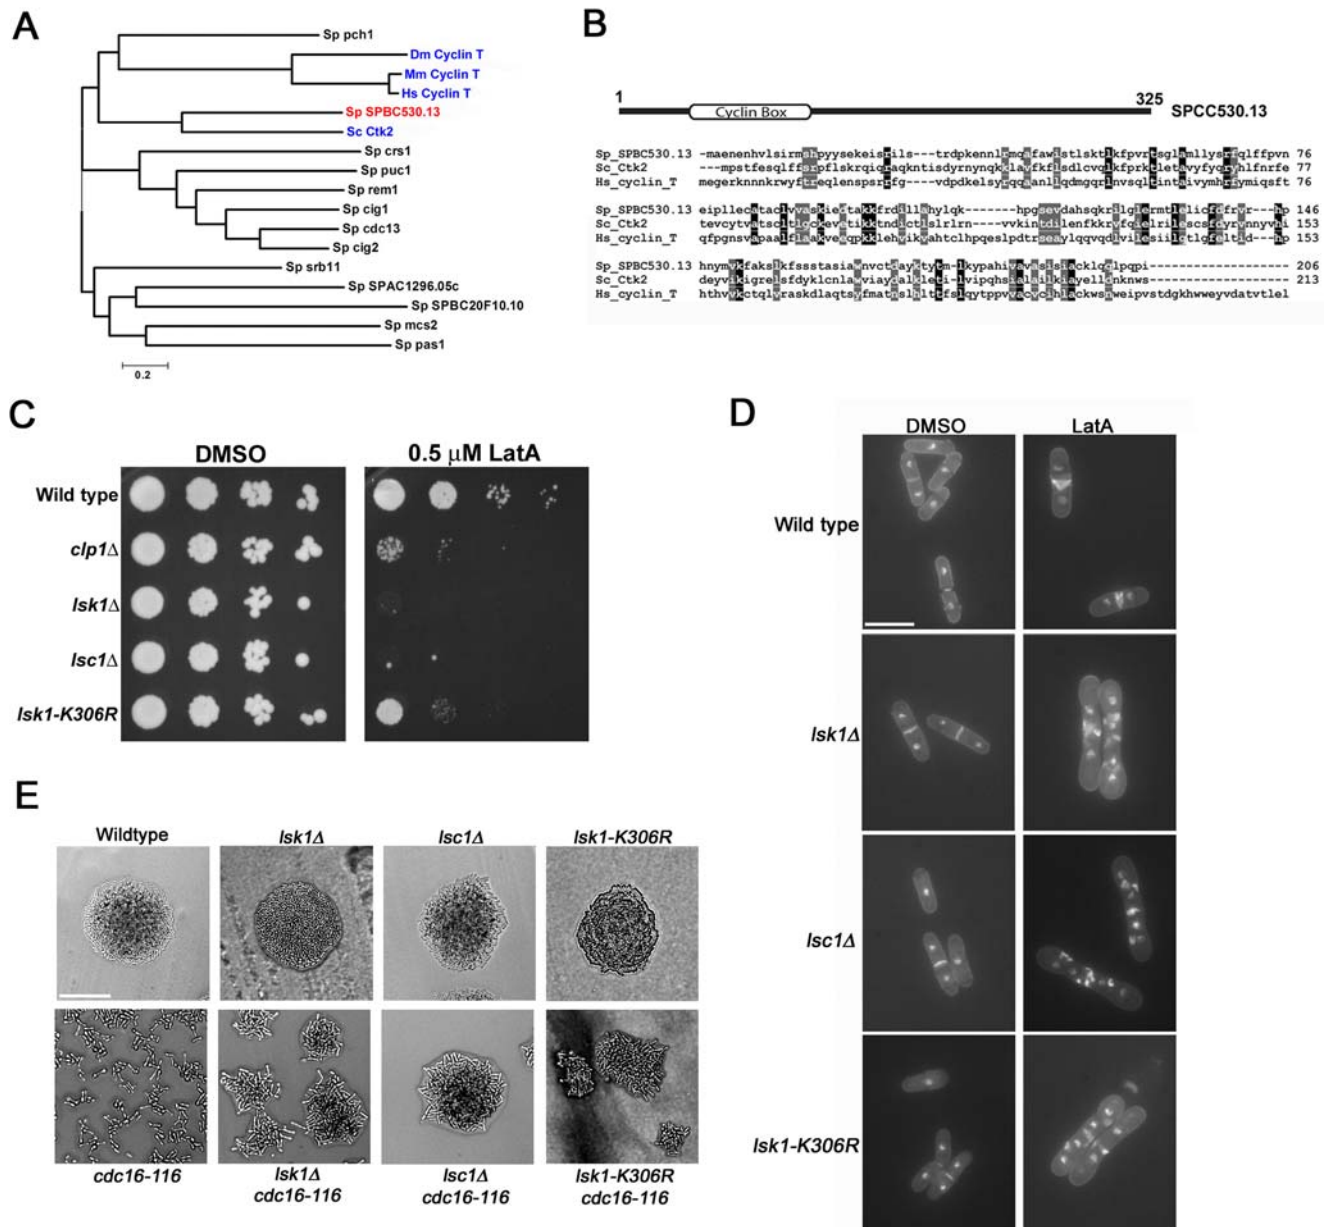 A
Sp pch1
Dm Cyclin T
Mm Cyclin T
Hs Cyclin T
Sp SPBC530.13
Sc Ctk2
Sp crs1
Sp puc1
Sp rem1
Sp cig1
Sp cdc13
Sp cig2
Sp srb11
Sp SPAC1296.05c
Sp SPBC20F10.10
Sp mcs2
Sp pas1
0.2
B
1
325
Cyclin Box
SPCC530.13
Sp_SPBC530.13
76
Sc_Ctk2
77
Hs_cyclin_T
76
Sp_SPBC530.13
146
Sc_Ctk2
153
Hs_cyclin_T
153
Sp_SPBC530.13
206
Sc_Ctk2
213
Hs_cyclin_T
C
DMSO
0.5 μM LatA
Wild type
clp1Δ
lsk1Δ
lsc1Δ
lsk1-K306R
D
DMSO
LatA
Wild type
lsk1Δ
lsc1Δ
lsk1-K306R
E
Wildtype
lsk1Δ
lsc1Δ
lsk1-K306R
cdc16-116
lsk1Δ
cdc16-116
lsc1Δ
cdc16-116
lsk1-K306R
cdc16-116